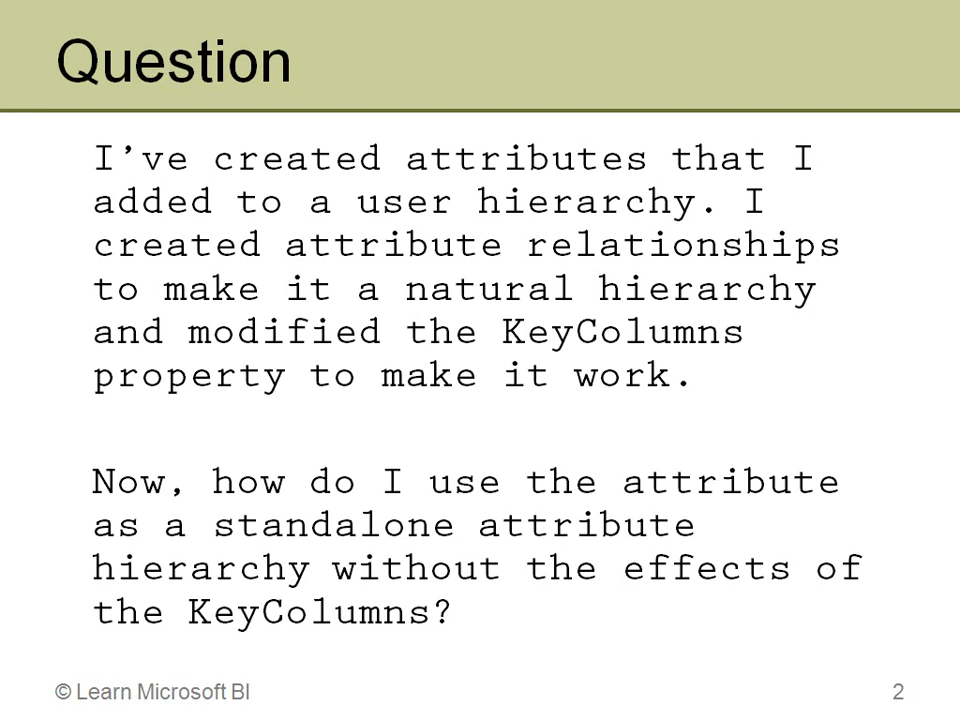 Question
I’ve created attributes that I
added to a user hierarchy. I
created attribute relationships
to make it a natural hierarchy
and modified the KeyColumns
property to make it work.
Now, how do I use the attribute
as a standalone attribute
hierarchy without the effects of
the KeyColumns?
© Learn Microsoft BI
2